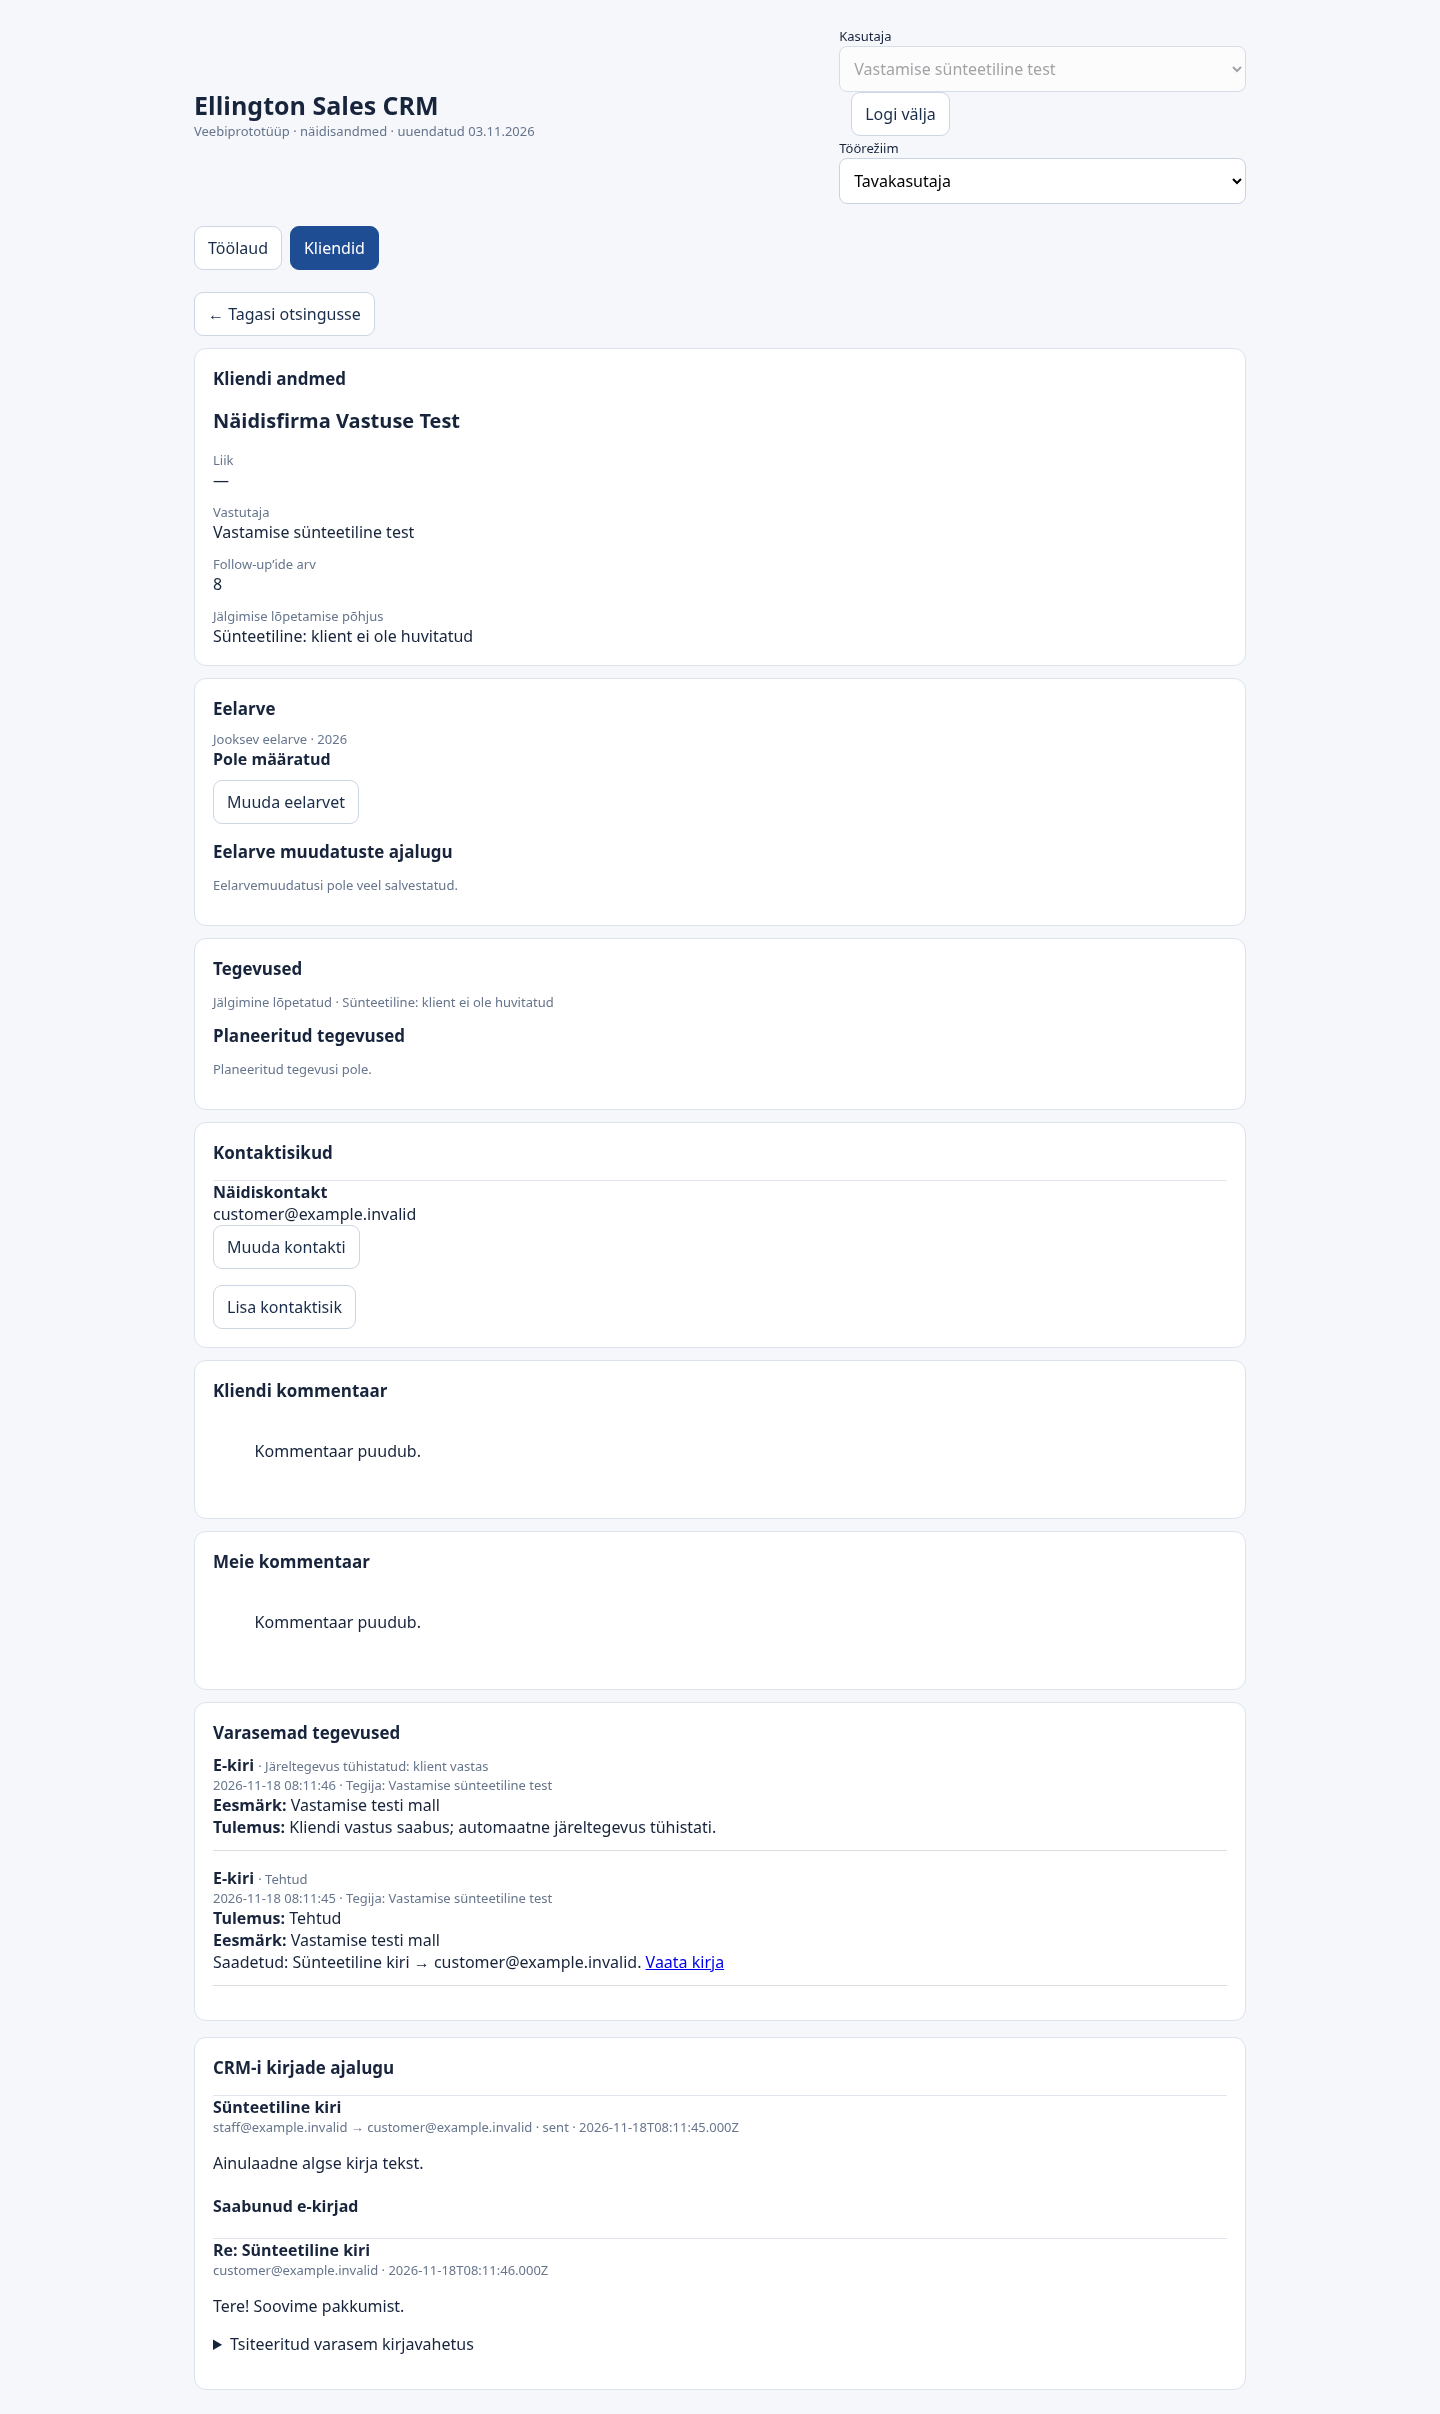 Kasutaja
Vastamise sünteetiline test
Ellington Sales CRM
Veebiprototüüp · näidisandmed · uuendatud 03.11.2026
Logi välja
Töörežiim
Tavakasutaja
Töölaud
Kliendid
← Tagasi otsingusse
Kliendi andmed
Näidisfirma Vastuse Test
Liik
—
Vastutaja
Vastamise sünteetiline test
Follow-up’ide arv
8
Jälgimise lõpetamise põhjus
Sünteetiline: klient ei ole huvitatud
Eelarve
Jooksev eelarve · 2026
Pole määratud
Muuda eelarvet
Eelarve muudatuste ajalugu
Eelarvemuudatusi pole veel salvestatud.
Tegevused
Jälgimine lõpetatud · Sünteetiline: klient ei ole huvitatud
Planeeritud tegevused
Planeeritud tegevusi pole.
Kontaktisikud
Näidiskontakt
customer@example.invalid
Muuda kontakti
Lisa kontaktisik
Kliendi kommentaar
Kommentaar puudub.
Meie kommentaar
Kommentaar puudub.
Varasemad tegevused
E-kiri · Järeltegevus tühistatud: klient vastas
2026-11-18 08:11:46 · Tegija: Vastamise sünteetiline test
Eesmärk: Vastamise testi mall
Tulemus: Kliendi vastus saabus; automaatne järeltegevus tühistati.
E-kiri · Tehtud
2026-11-18 08:11:45 · Tegija: Vastamise sünteetiline test
Tulemus: Tehtud
Eesmärk: Vastamise testi mall
Saadetud: Sünteetiline kiri → customer@example.invalid. Vaata kirja
CRM-i kirjade ajalugu
Sünteetiline kiri
staff@example.invalid → customer@example.invalid · sent · 2026-11-18T08:11:45.000Z
Ainulaadne algse kirja tekst.
Saabunud e-kirjad
Re: Sünteetiline kiri
customer@example.invalid · 2026-11-18T08:11:46.000Z
Tere! Soovime pakkumist.
▶ Tsiteeritud varasem kirjavahetus